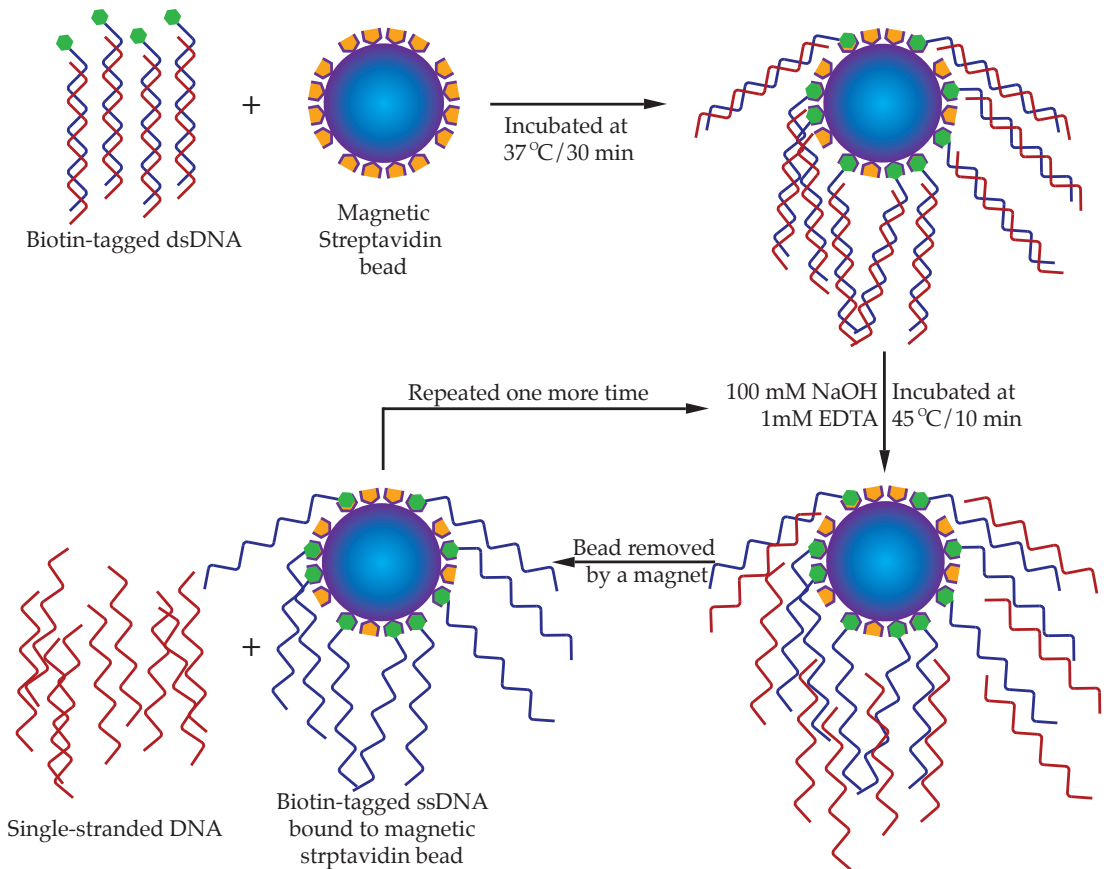 +
Incubated at
37 °C/30 min
Biotin-tagged dsDNA
Magnetic
Streptavidin
bead
Repeated one more time
100 mM NaOH
1mM EDTA
Incubated at
45 °C/10 min
Bead removed
by a magnet
+
Single-stranded DNA
Biotin-tagged ssDNA
bound to magnetic
strptavidin bead